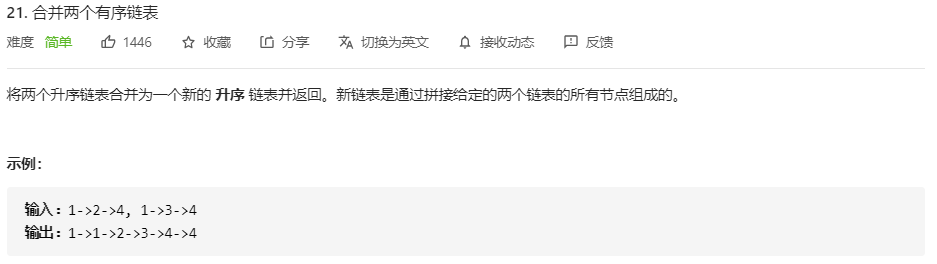 21. 合并两个有序链表
难度 简单 1446 收藏 分享 切换为英文 接收动态 反馈
将两个升序链表合并为一个新的 升序 链表并返回。新链表是通过拼接给定的两个链表的所有节点组成的。
示例：
输入：1->2->4, 1->3->4
输出：1->1->2->3->4->4